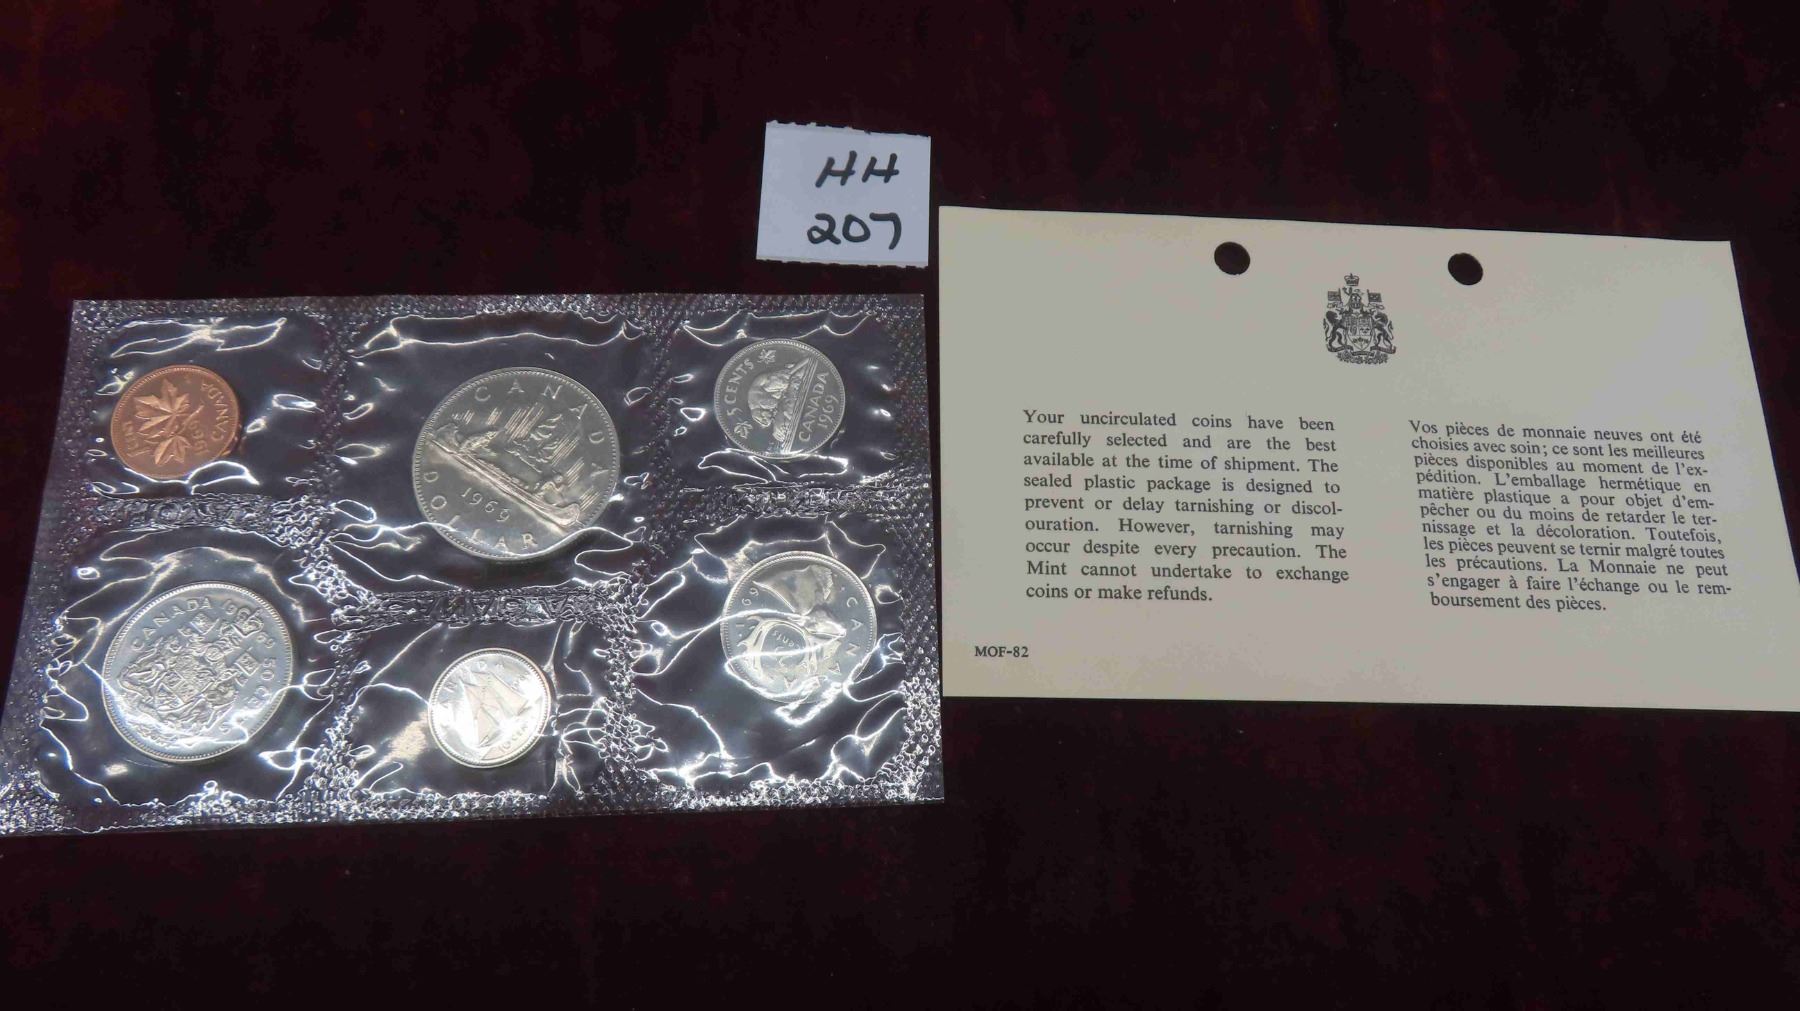 HH
207
Your uncirculated coins have been
carefully selected and are the best
available at the time of shipment. The
sealed plastic package is designed to
prevent or delay tarnishing or discol-
ouration. However, tarnishing may
occur despite every precaution. The
Mint cannot undertake to exchange
coins or make refunds.
Vos pièces de monnaie neuves ont été
choisies avec soin; ce sont les meilleures
pièces disponibles au moment de l'ex-
pédition. L'emballage hermétique en
matière plastique a pour objet d'em-
pêcher ou du moins de retarder le ter-
nissage et la décoloration. Toutefois,
les pièces peuvent se ternir malgré toutes
les précautions. La Monnaie ne peut
s'engager à faire l'échange ou le rem-
boursement des pièces.
MOF-82
CANADA
1969
1 CENT
CANADA
1969
DOLLAR
5 CENTS
CANADA
1969
CANADA 1969
50
CANADA